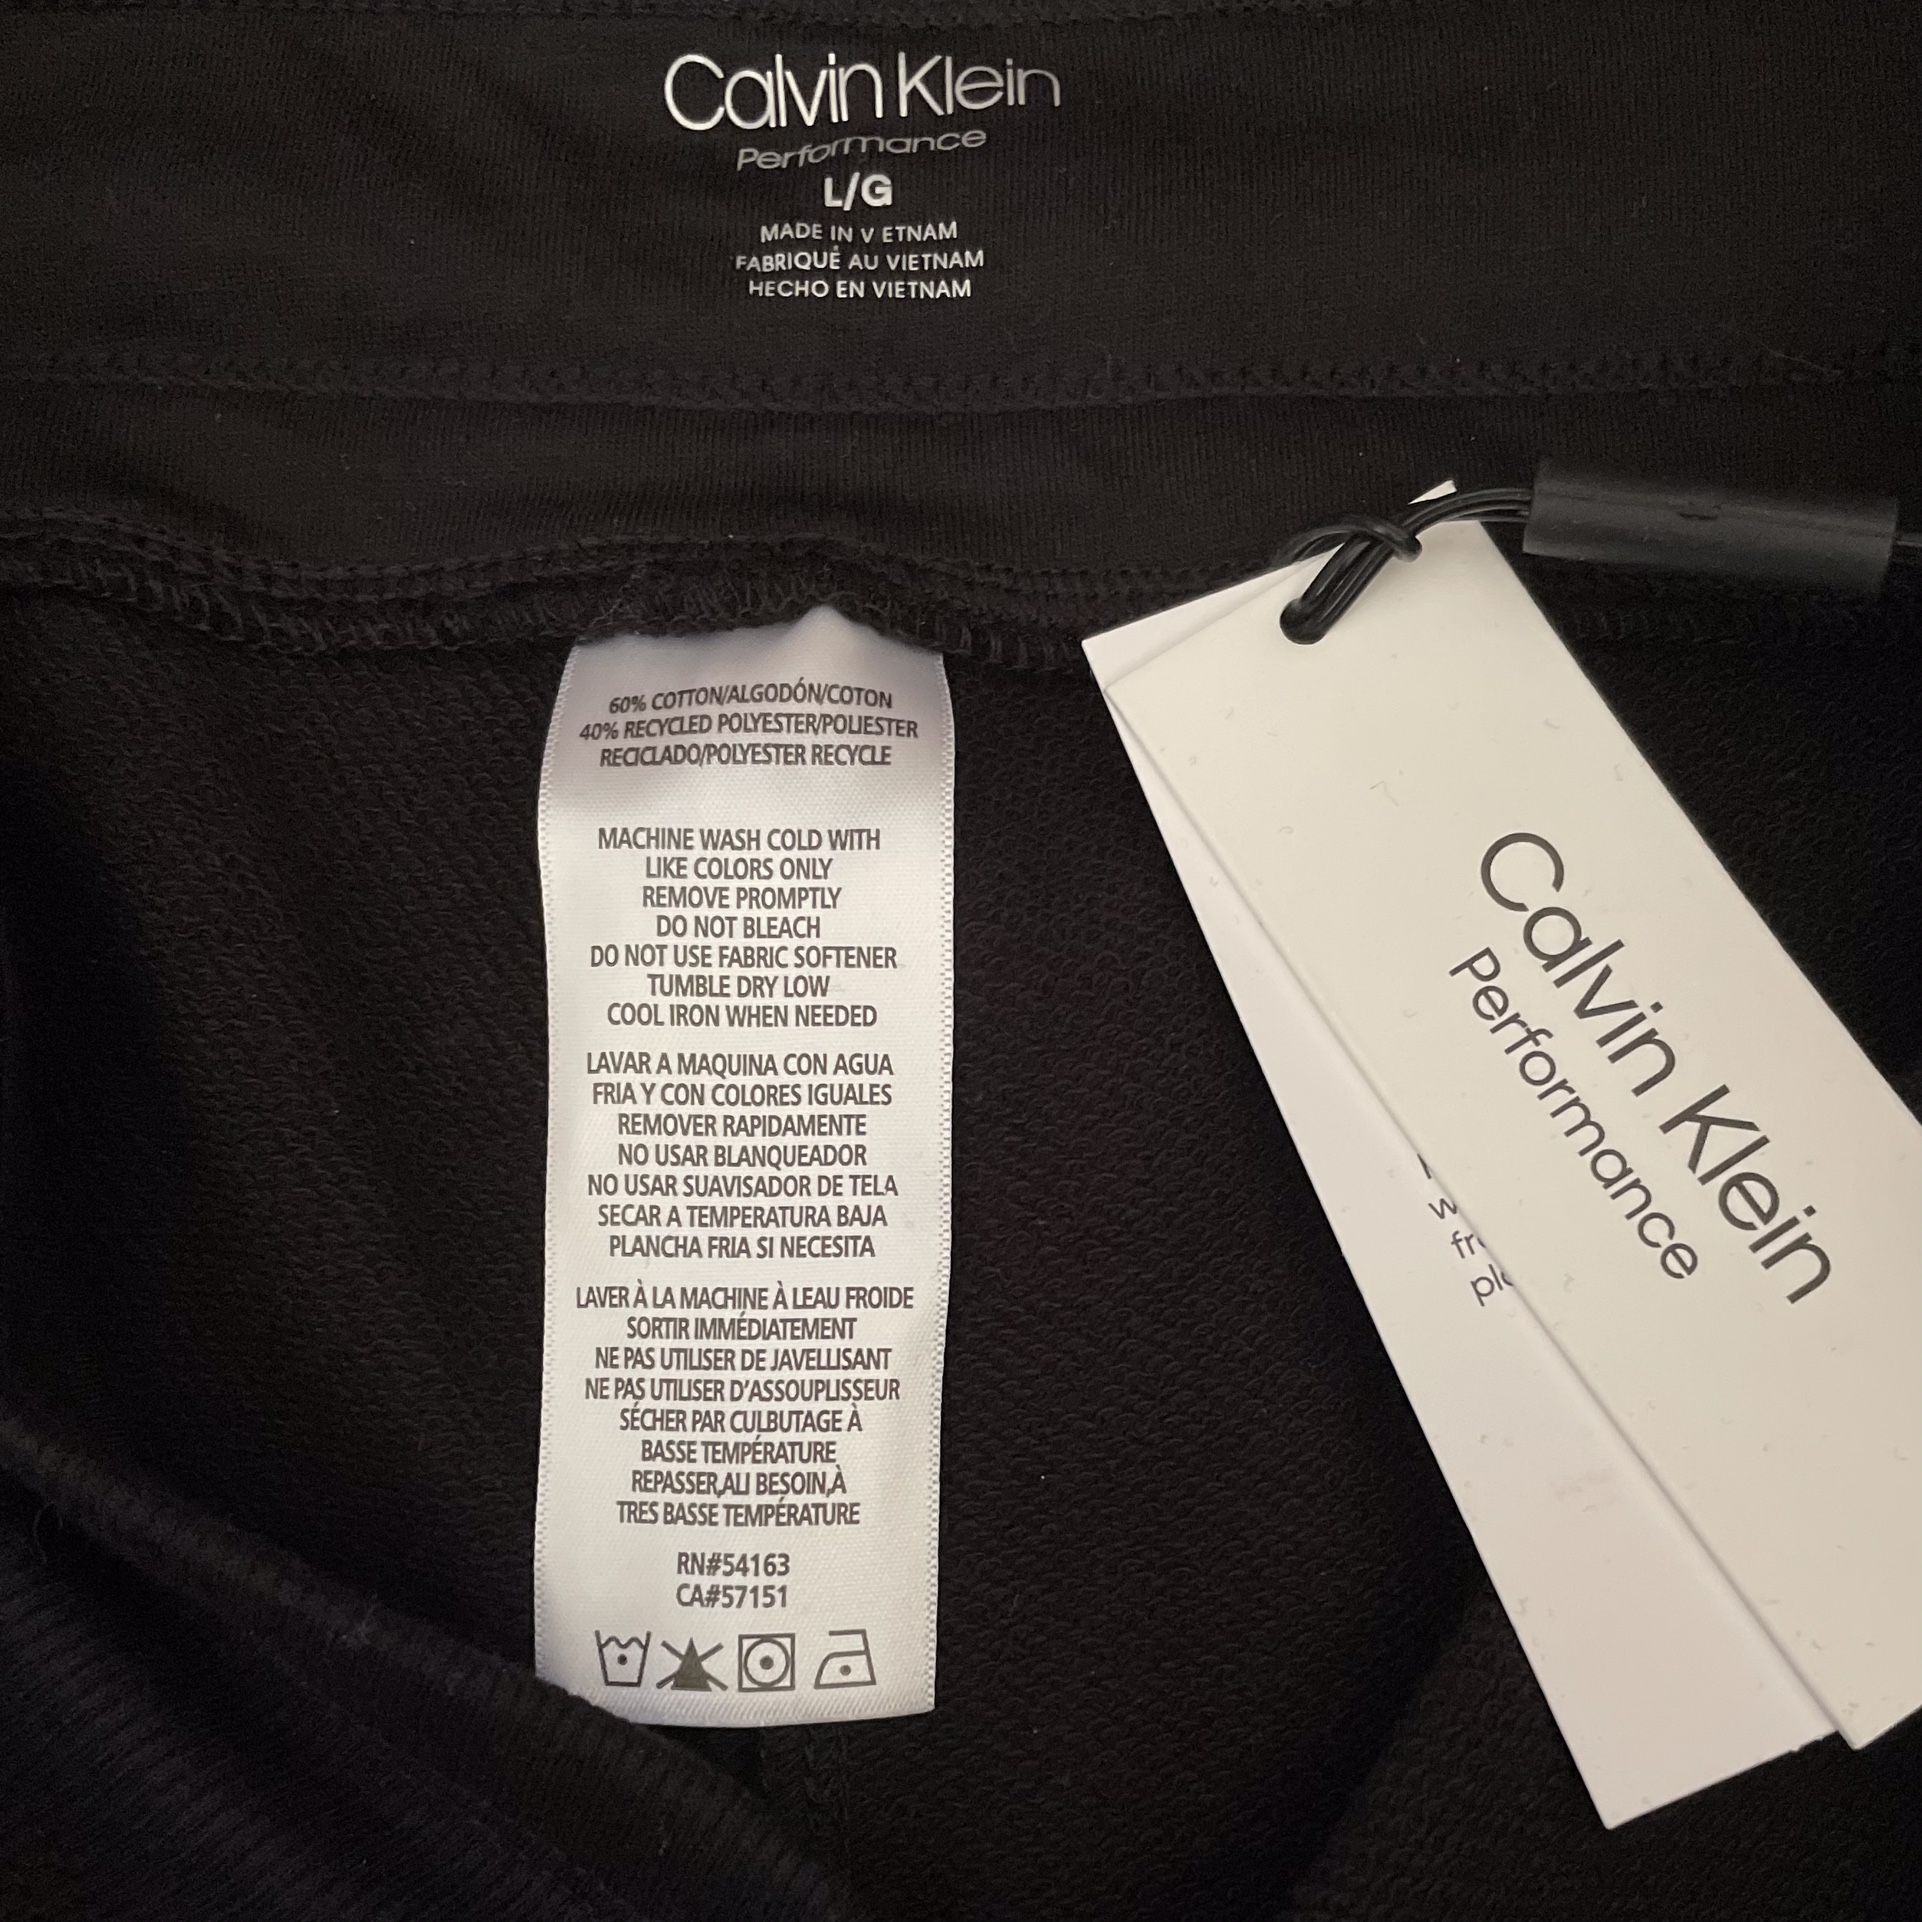 Calvin Klein
Performance
L/G
MADE IN V ETNAM
FABRIQUÉ AU VIETNAM
HECHO EN VIETNAM
60% COTTON/ALGODÓN/COTON
40% RECYCLED POLYESTER/POLIESTER
RECICLADO/POLYESTER RECYCLE
MACHINE WASH COLD WITH
LIKE COLORS ONLY
REMOVE PROMPTLY
DO NOT BLEACH
DO NOT USE FABRIC SOFTENER
TUMBLE DRY LOW
COOL IRON WHEN NEEDED
LAVAR A MAQUINA CON AGUA
FRIA Y CON COLORES IGUALES
REMOVER RAPIDAMENTE
NO USAR BLANQUEADOR
NO USAR SUAVISADOR DE TELA
SECAR A TEMPERATURA BAJA
PLANCHA FRIA SI NECESITA
LAVER À LA MACHINE À LEAU FROIDE
SORTIR IMMÉDIATEMENT
NE PAS UTILISER DE JAVELLISANT
NE PAS UTILISER D'ASSOUPLISSEUR
SÉCHER PAR CULBUTAGE À
BASSE TEMPÉRATURE
REPASSER,ALI BESOIN,À
TRES BASSE TEMPÉRATURE
RN#54163
CA#57151
Calvin Klein
Performance